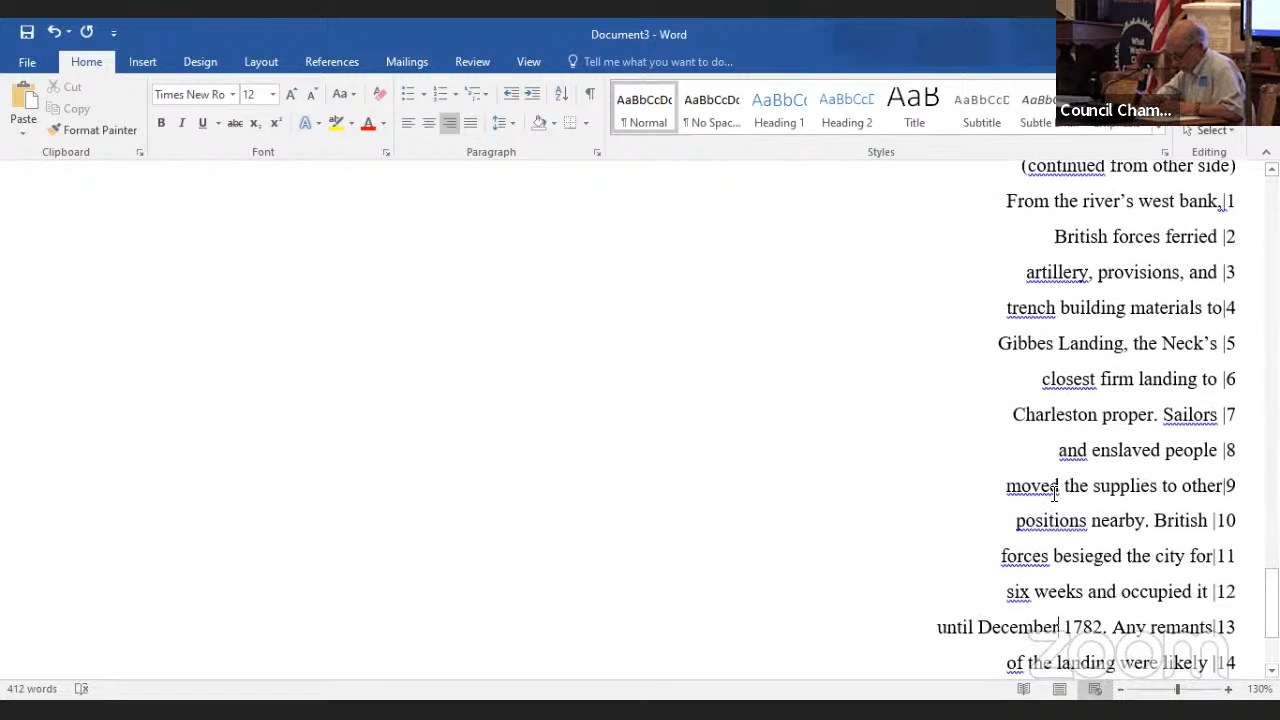 Document3 - Word
File Home Insert Design Layout References Mailings Review View Tell me what you want to do...
Council Cham...
Paste
Cut
Copy
Format Painter
Clipboard
Times New Ro 12
Font
Paragraph
AaBbCcDc AaBbCcDc AaBbCc AaBbCcD AaB AaBbCcD
¶ Normal ¶ No Spac... Heading 1 Heading 2 Title Subtitle
Styles
Select
Editing
(continued from other side)
From the river’s west bank,|1
British forces ferried |2
artillery, provisions, and |3
trench building materials to|4
Gibbes Landing, the Neck’s |5
closest firm landing to |6
Charleston proper. Sailors |7
and enslaved people |8
moved the supplies to other|9
positions nearby. British |10
forces besieged the city for|11
six weeks and occupied it |12
until December 1782. Any remants|13
of the landing were likely |14
zoom
412 words
130%